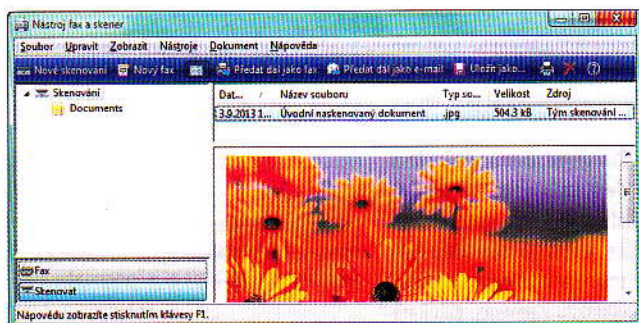 Nástroj fax a skener
Soubor Upravit Zobrazit Nástroje Dokument Nápověda
Nové skenování Nový fax Předat dál jako fax Předat dál jako e-mail Uložit jako...
Skenování
Documents
Dat... Název souboru Typ so... Velikost Zdroj
3.9.2013 1... Úvodní naskenovaný dokument .jpg 504.3 kB Tým skenování ...
Fax
Skenovat
Nápovědu zobrazíte stisknutím klávesy F1.